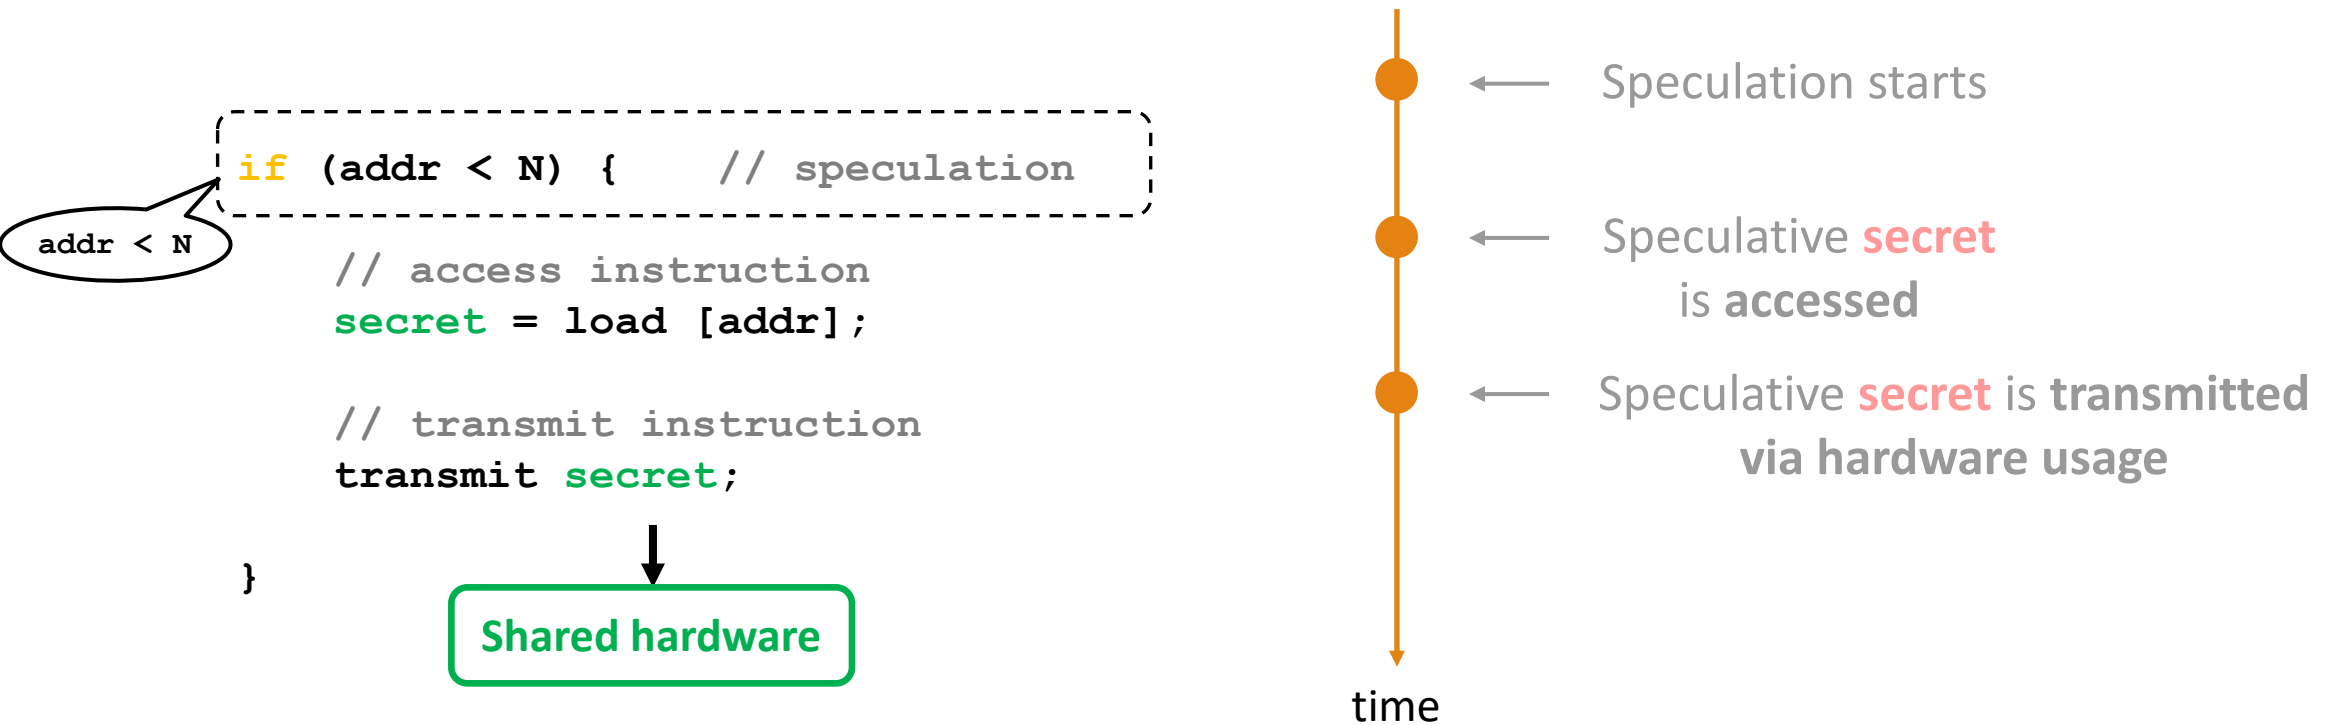 if (addr < N) { // speculation
addr < N
// access instruction
secret = load [addr];
// transmit instruction
transmit secret;
}
Shared hardware
Speculation starts
Speculative secret
is accessed
Speculative secret is transmitted
via hardware usage
time